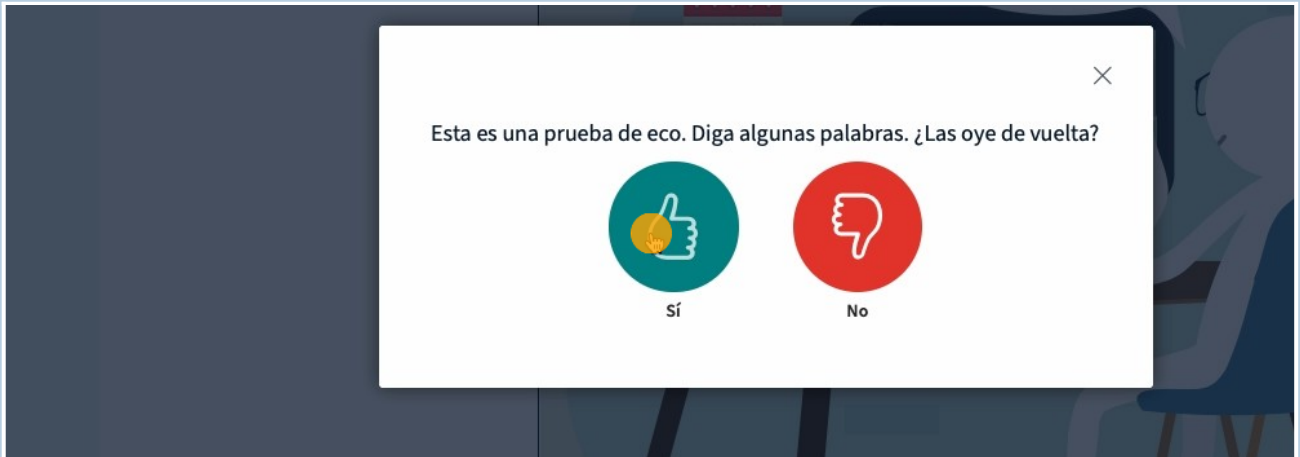 Esta es una prueba de eco. Diga algunas palabras. ¿Las oye de vuelta?
Sí
No